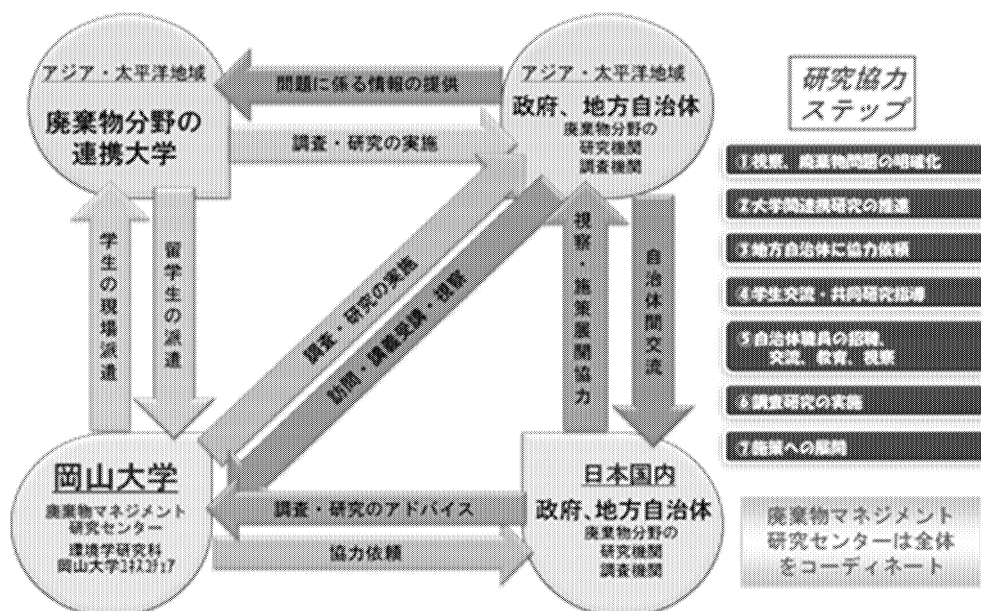 アジア・太平洋地域
廃棄物分野の
連携大学
問題に係る情報の提供
調査・研究の実施
アジア・太平洋地域
政府、地方自治体
廃棄物分野の
研究機関
調査機関
学生の現場派遣
留学生の派遣
調査・研究の実施
訪問・講義受講・視察
視察・施策展開協力
自治体間交流
岡山大学
廃棄物マネジメント
研究センター
環境学研究科
岡山大学ユネスコチェア
調査・研究のアドバイス
協力依頼
日本国内
政府、地方自治体
廃棄物分野の
研究機関
調査機関
研究協力
ステップ
①視察、廃棄物問題の明確化
②大学間連携研究の推進
③地方自治体に協力依頼
④学生交流・共同研究指導
⑤自治体職員の招聘、
交流、教育、視察
⑥調査研究の実施
⑦施策への展開
廃棄物マネジメント
研究センターは全体
をコーディネート